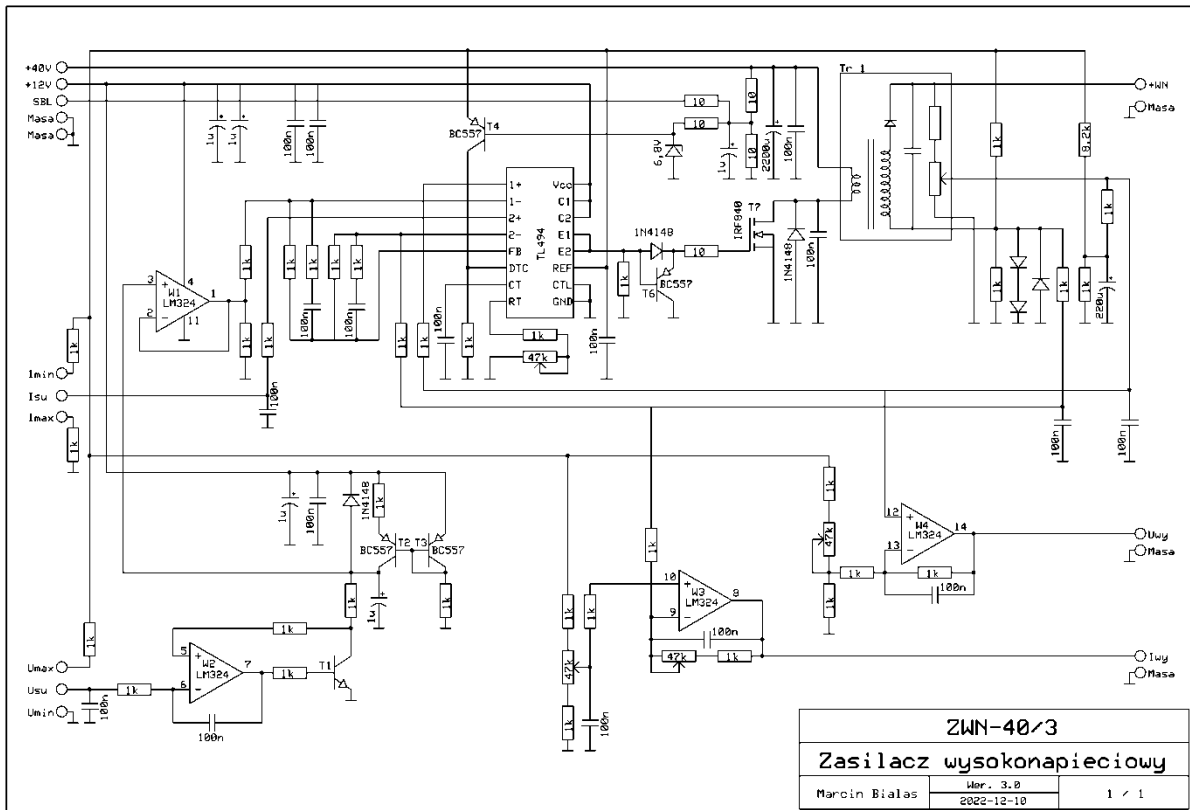 +40V
+12V
SBL
Masa
Masa
1u
1u
100n
100n
BC557
T4
6.8V
10
10
10
10
1u
2200u
100n
Tr 1
+WN
Masa
1k
8.2k
1k
220u
1k
1k
1k
1+
1-
2+
2-
FB
DTC
CT
RT
TL494
Vcc
C1
C2
E1
E2
REF
CTL
GND
1N4148
T6
BC557
10
1k
IRF840
T7
1N4148
100n
3
2
4
11
1
W1
LM324
1k
1k
1k
1k
1k
1k
1k
100n
100n
1k
1k
100n
1k
1k
47k
100n
1k
Imin
Isu
Imax
1k
100n
100n
100n
1u
100n
1N4148
1k
T2
T3
BC557
BC557
1k
1u
1k
1k
Umax
Usu
Umin
1k
100n
1k
5
6
7
W2
LM324
1k
100n
T1
1k
1k
47k
1k
1k
100n
10
9
8
W3
LM324
100n
47k
1k
1k
47k
1k
1k
12
13
14
W4
LM324
1k
100n
Uwy
Masa
Iwy
Masa
ZWN-40/3
Zasilacz wysokonapieciowy
Marcin Bialas
Wer. 3.0
2022-12-10
1 / 1